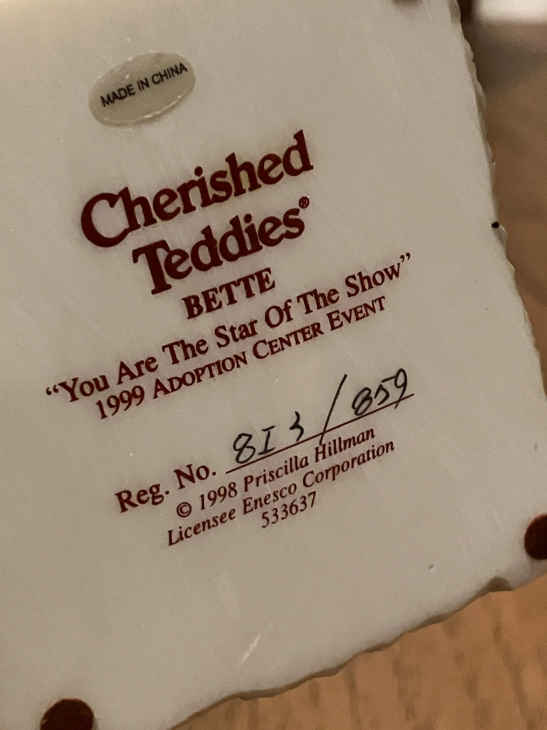 MADE IN CHINA
Cherished
Teddies®
BETTE
“You Are The Star Of The Show”
1999 ADOPTION CENTER EVENT
Reg. No. 8I3/859
© 1998 Priscilla Hillman
Licensee Enesco Corporation
533637